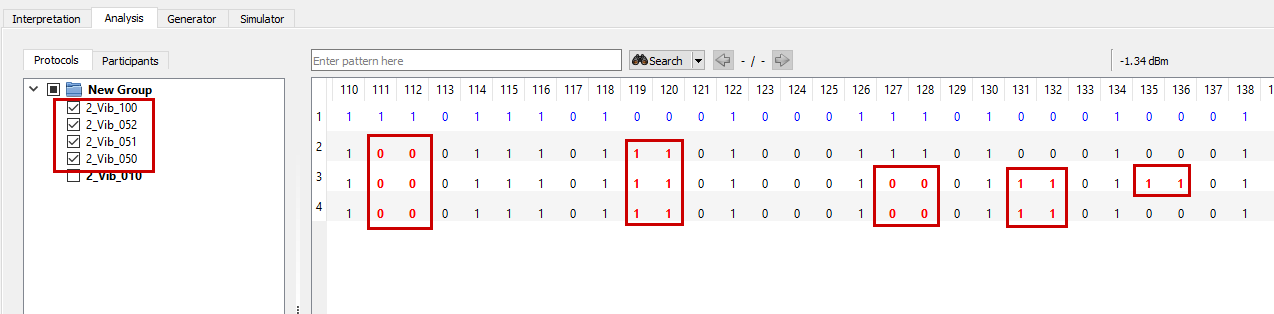 Interpretation Analysis Generator Simulator
Protocols Participants
Enter pattern here Search - / - -1.34 dBm
New Group
2_Vib_100
2_Vib_052
2_Vib_051
2_Vib_050
2_Vib_010
110 111 112 113 114 115 116 117 118 119 120 121 122 123 124 125 126 127 128 129 130 131 132 133 134 135 136 137 138
1 1 1 1 0 1 1 1 0 1 0 0 0 1 0 0 0 1 1 1 0 1 0 0 0 1 0 0 0 1
2 1 0 0 0 1 1 1 0 1 1 1 0 1 0 0 0 1 1 1 0 1 0 0 0 1 0 0 0 1
3 1 0 0 0 1 1 1 0 1 1 1 0 1 0 0 0 1 0 0 0 1 1 1 0 1 1 1 0 1
4 1 0 0 0 1 1 1 0 1 1 1 0 1 0 0 0 1 0 0 0 1 1 1 0 1 0 0 0 1